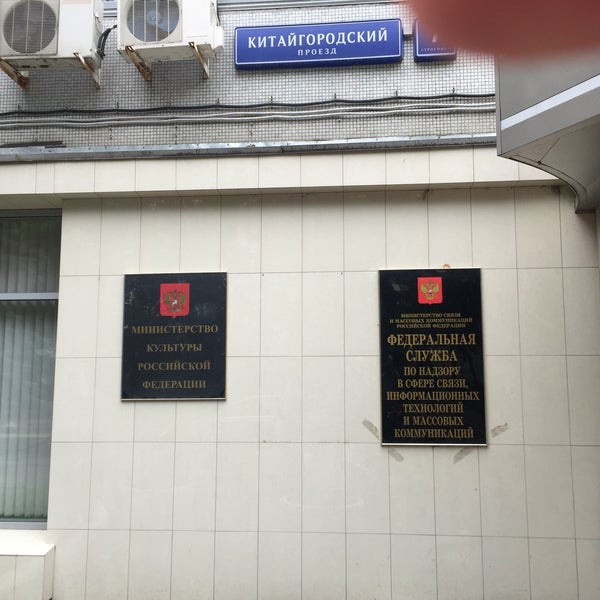 КИТАЙГОРОДСКИЙ
ПРОЕЗД
МИНИСТЕРСТВО
КУЛЬТУРЫ
РОССИЙСКОЙ
ФЕДЕРАЦИИ
МИНИСТЕРСТВО СВЯЗИ
И МАССОВЫХ КОММУНИКАЦИЙ
РОССИЙСКОЙ ФЕДЕРАЦИИ
ФЕДЕРАЛЬНАЯ
СЛУЖБА
ПО НАДЗОРУ
В СФЕРЕ СВЯЗИ,
ИНФОРМАЦИОННЫХ
ТЕХНОЛОГИЙ
И МАССОВЫХ
КОММУНИКАЦИЙ